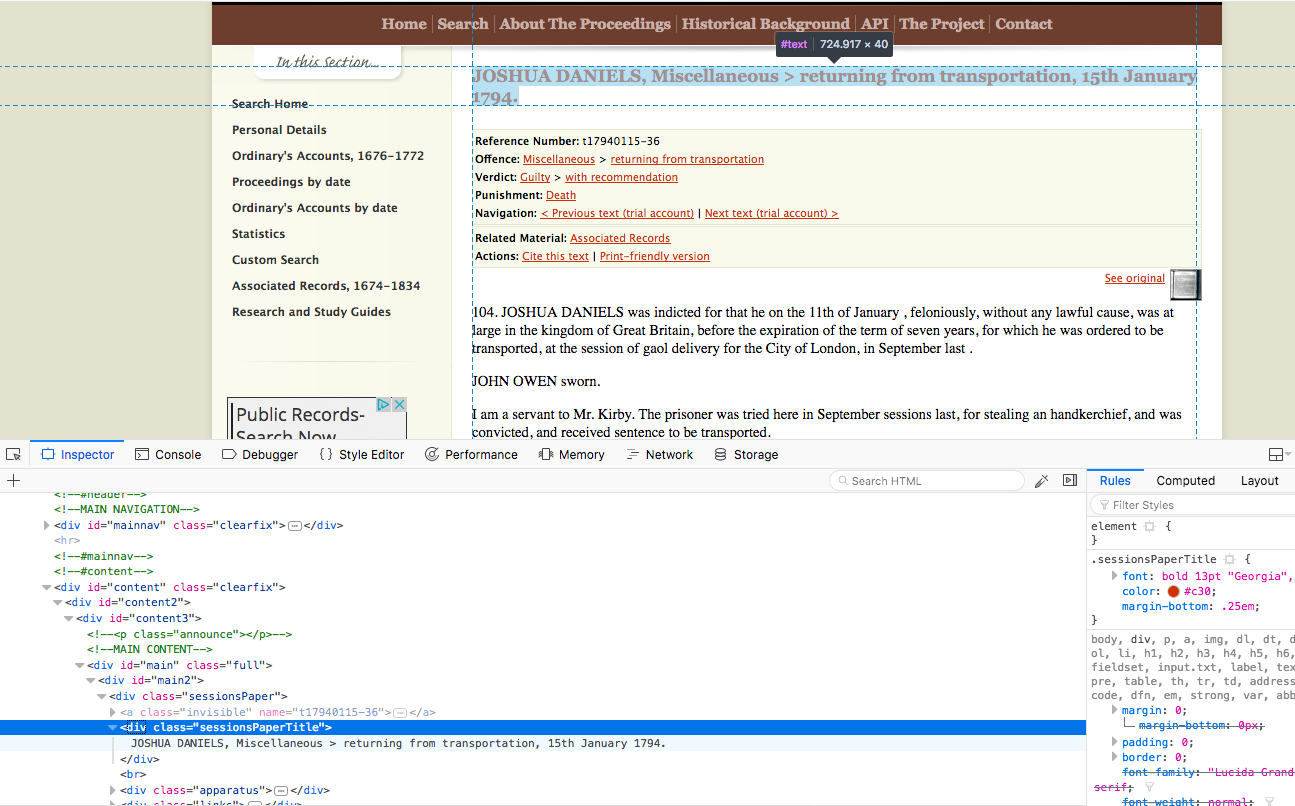 Home | Search | About The Proceedings | Historical Background | API | The Project | Contact
#text | 724.917 × 40
In this Section...
Search Home
Personal Details
Ordinary's Accounts, 1676-1772
Proceedings by date
Ordinary's Accounts by date
Statistics
Custom Search
Associated Records, 1674-1834
Research and Study Guides
Public Records-
Search Now
JOSHUA DANIELS, Miscellaneous > returning from transportation, 15th January
1794.
Reference Number: t17940115-36
Offence: Miscellaneous > returning from transportation
Verdict: Guilty > with recommendation
Punishment: Death
Navigation: < Previous text (trial account) | Next text (trial account) >
Related Material: Associated Records
Actions: Cite this text | Print-friendly version
See original
104. JOSHUA DANIELS was indicted for that he on the 11th of January , feloniously, without any lawful cause, was at
large in the kingdom of Great Britain, before the expiration of the term of seven years, for which he was ordered to be
transported, at the session of gaol delivery for the City of London, in September last .
JOHN OWEN sworn.
I am a servant to Mr. Kirby. The prisoner was tried here in September sessions last, for stealing an handkerchief, and was
convicted, and received sentence to be transported.
Inspector Console Debugger {} Style Editor Performance Memory Network Storage
+ Search HTML
<!--#header-->
<!--MAIN NAVIGATION-->
<div id="mainnav" class="clearfix"></div>
<hr>
<!--#mainnav-->
<!--#content-->
<div id="content" class="clearfix">
<div id="content2">
<div id="content3">
<!--<p class="announce"></p>-->
<!--MAIN CONTENT-->
<div id="main" class="full">
<div id="main2">
<div class="sessionsPaper">
<a class="invisible" name="t17940115-36"></a>
<div class="sessionsPaperTitle">
JOSHUA DANIELS, Miscellaneous > returning from transportation, 15th January 1794.
</div>
<br>
<div class="apparatus"></div>
<div class="links"></div>
Rules Computed Layout
Filter Styles
element {
}
.sessionsPaperTitle {
font: bold 13pt "Georgia",
color: #c30;
margin-bottom: .25em;
}
body, div, p, a, img, dl, dt, d
ol, li, h1, h2, h3, h4, h5, h6,
fieldset, input.txt, label, tex
pre, table, th, tr, td, address
code, dfn, em, strong, var, abb
margin: 0;
margin-bottom: 0px;
padding: 0;
border: 0;
font-family: "Lucida Grand
serif;
font-weight: normal;